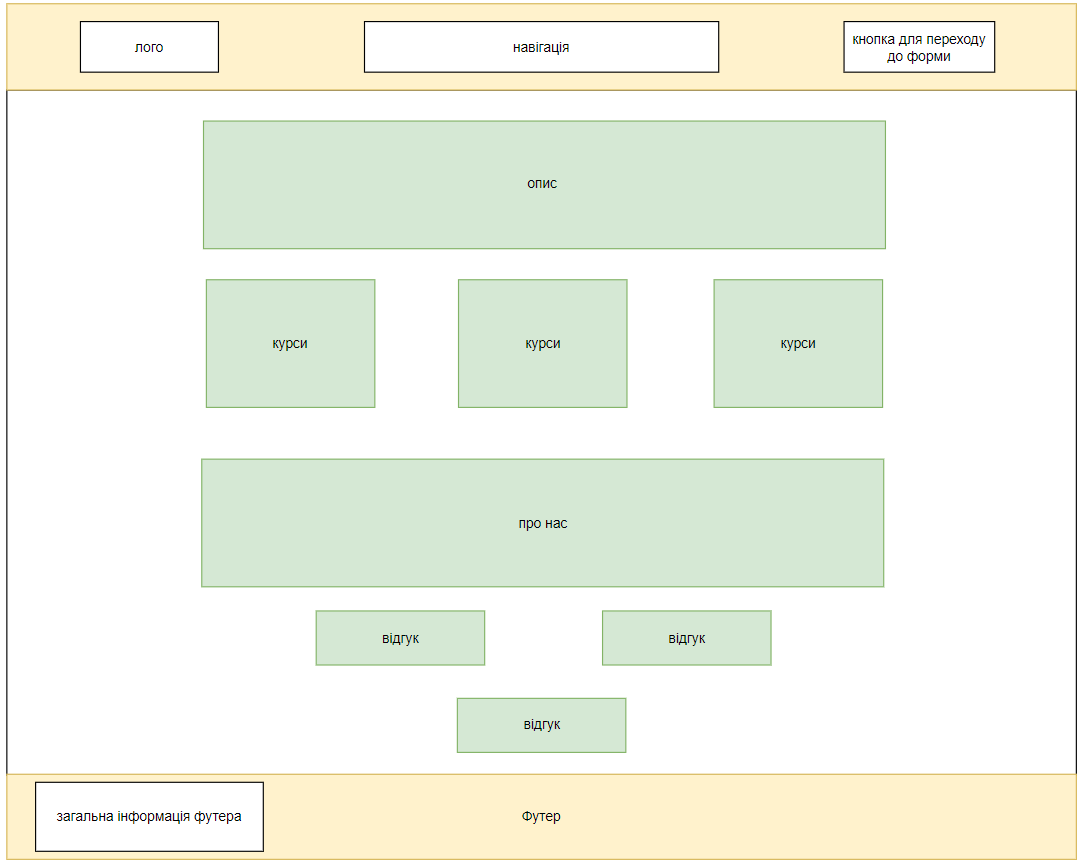 лого
навігація
кнопка для переходу
до форми
опис
курси
курси
курси
про нас
відгук
відгук
відгук
загальна інформація футера
Футер